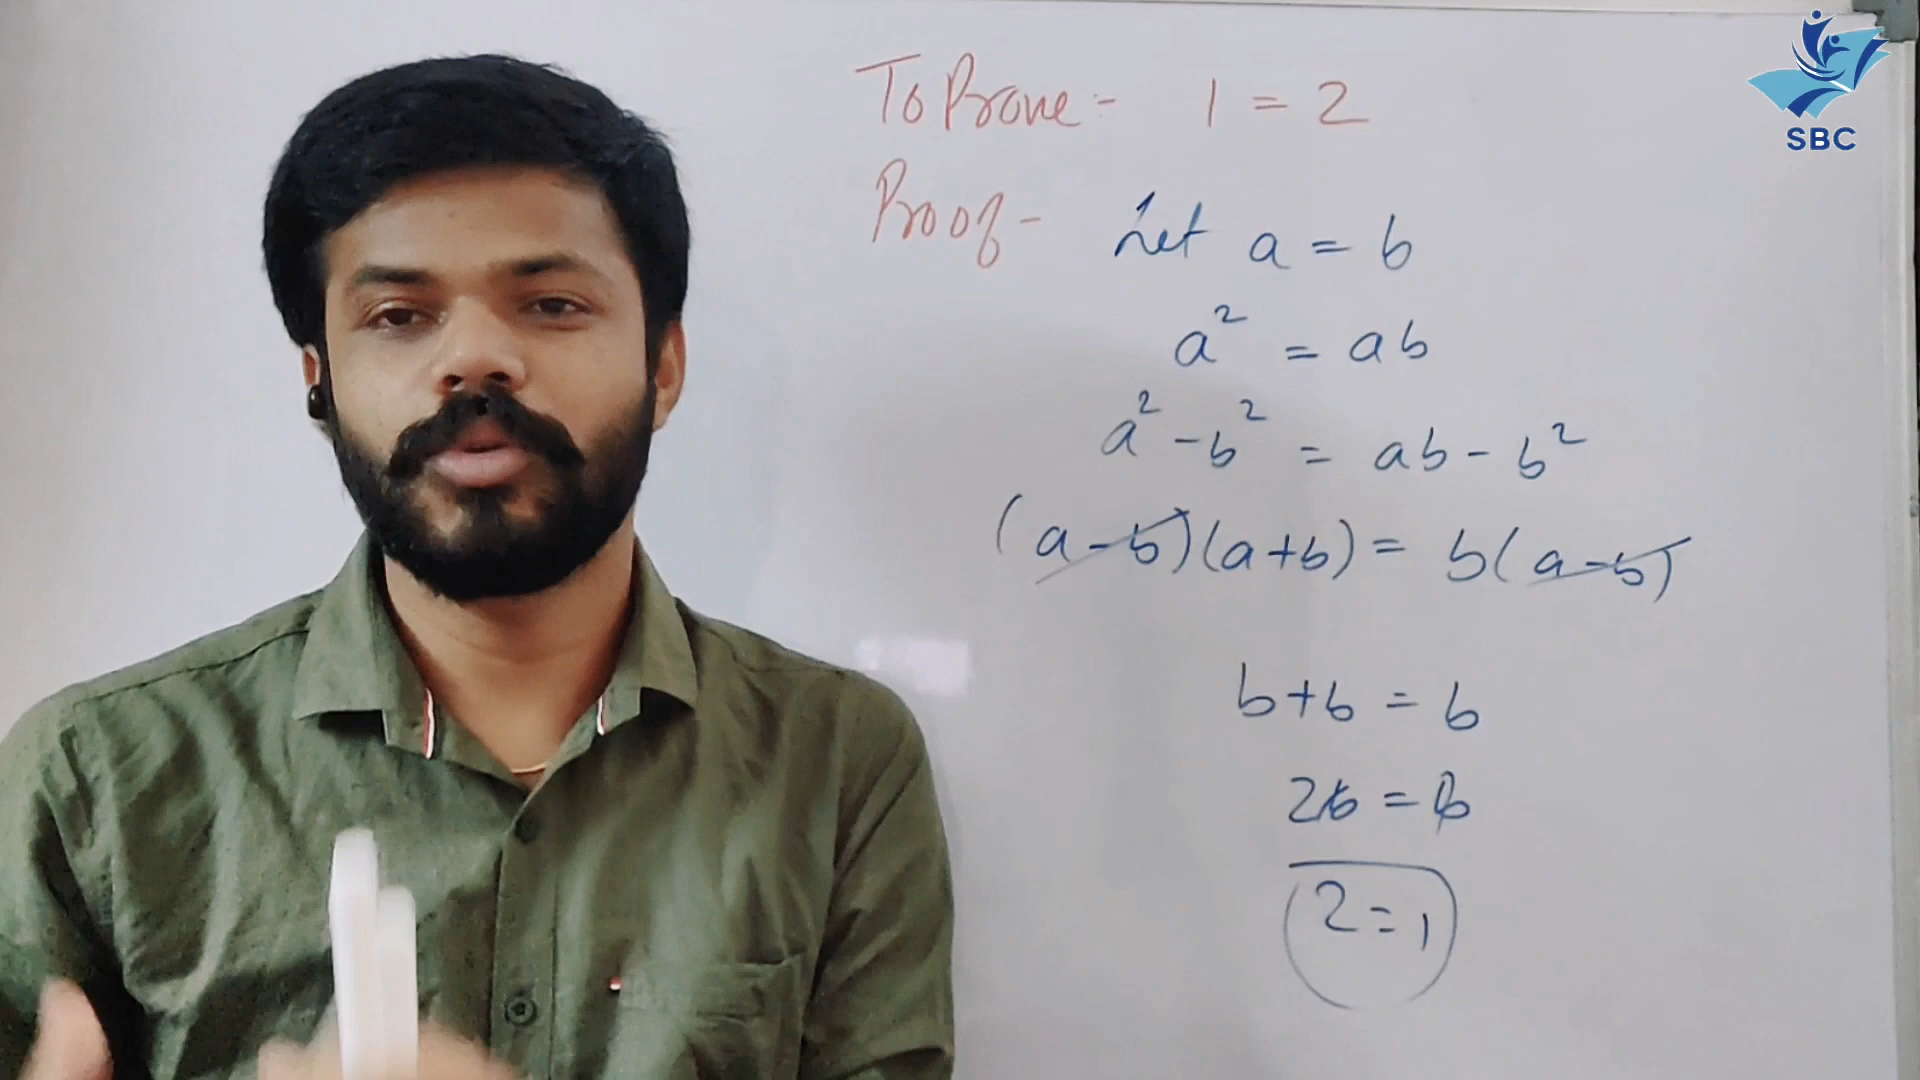 SBC
To Prove :- 1 = 2
Proof - Let a = b
a² = ab
a² - b² = ab - b²
(a-b)(a+b) = b(a-b)
b+b = b
2b = b
2 = 1